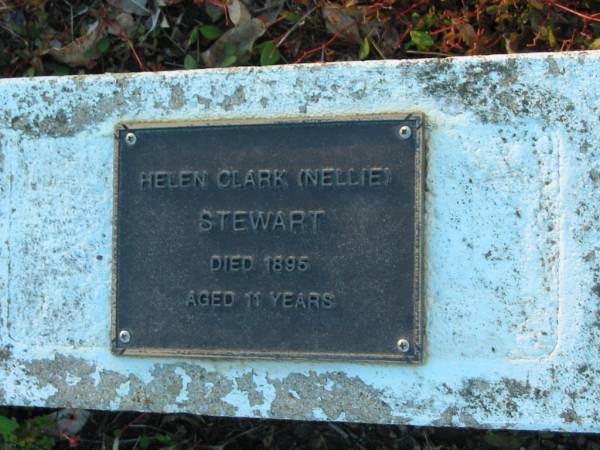 HELEN CLARK (NELLIE)
STEWART
DIED 1895
AGED 11 YEARS